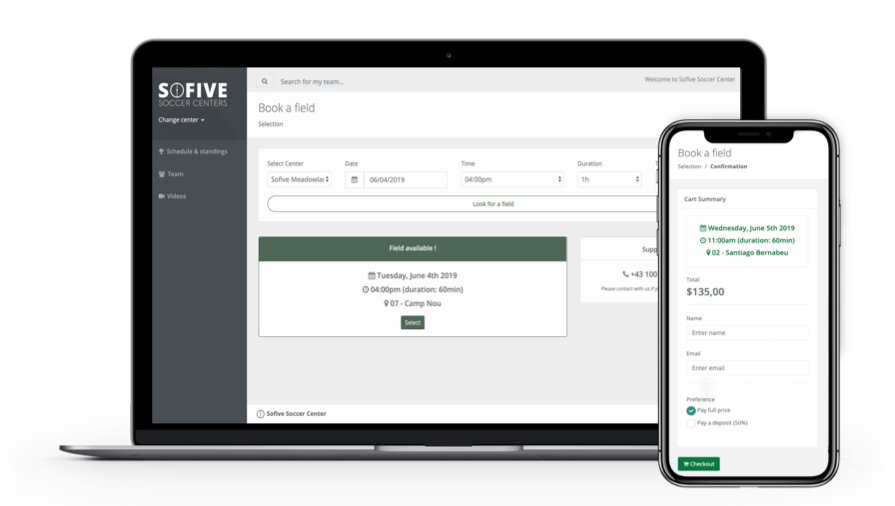 SOFIVE
SOCCER CENTERS
Change center
Schedule & standings
Team
Videos
Search for my team...
Welcome to Sofive Soccer Center
Book a field
Selection
Select Center
Date
Time
Duration
Sofive Meadowla
06/04/2019
04:00pm
1h
Look for a field
Field available !
Tuesday, June 4th 2019
04:00pm (duration: 60min)
07 - Camp Nou
Select
Supp
+43 100
Please contact with us if
Sofive Soccer Center
Book a field
Selection / Confirmation
Cart Summary
Wednesday, June 5th 2019
11:00am (duration: 60min)
02 - Santiago Bernabeu
Total
$135,00
Name
Enter name
Email
Enter email
Preference
Pay full price
Pay a deposit (50%)
Checkout